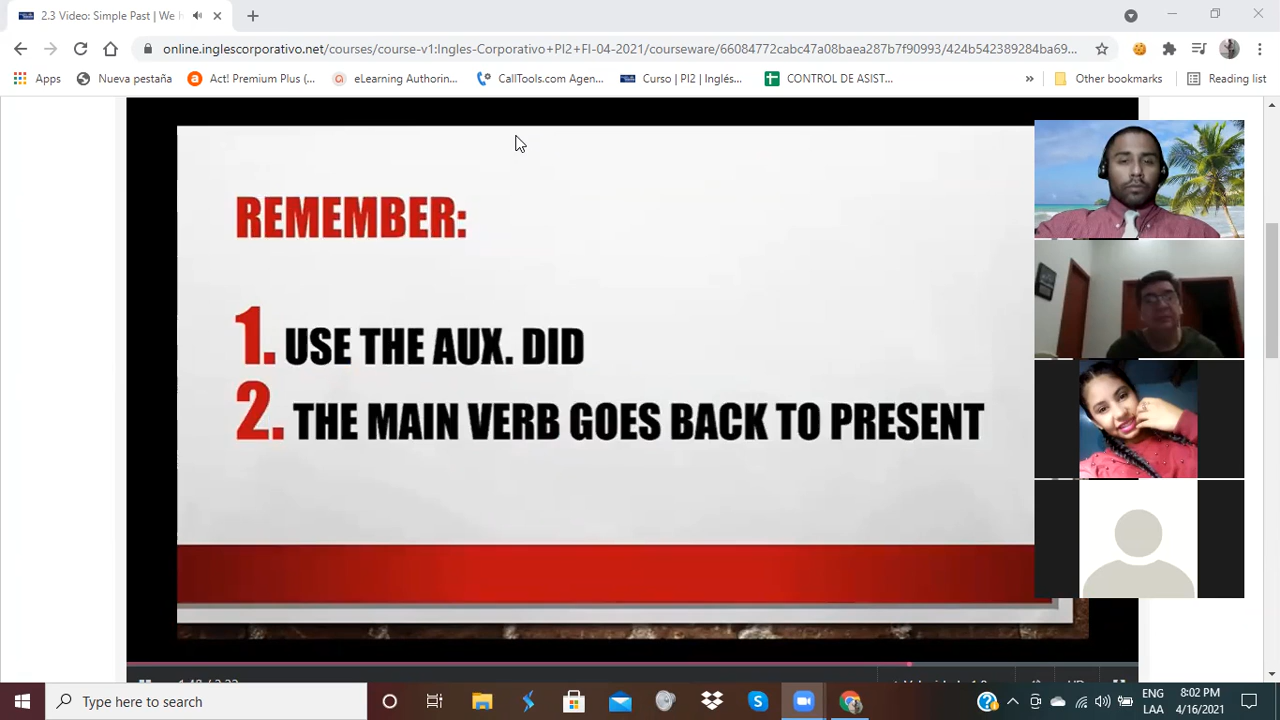 2.3 Video: Simple Past | We h
online.inglescorporativo.net/courses/course-v1:Ingles-Corporativo+PI2+FI-04-2021/courseware/66084772cabc47a08baea287b7f90993/424b542389284ba69...
Apps
Nueva pestaña
Act! Premium Plus (...
eLearning Authorin...
CallTools.com Agen...
Curso | PI2 | Ingles...
CONTROL DE ASIST...
»
Other bookmarks
Reading list
REMEMBER:
1. USE THE AUX. DID
2. THE MAIN VERB GOES BACK TO PRESENT
Type here to search
ENG
LAA
8:02 PM
4/16/2021